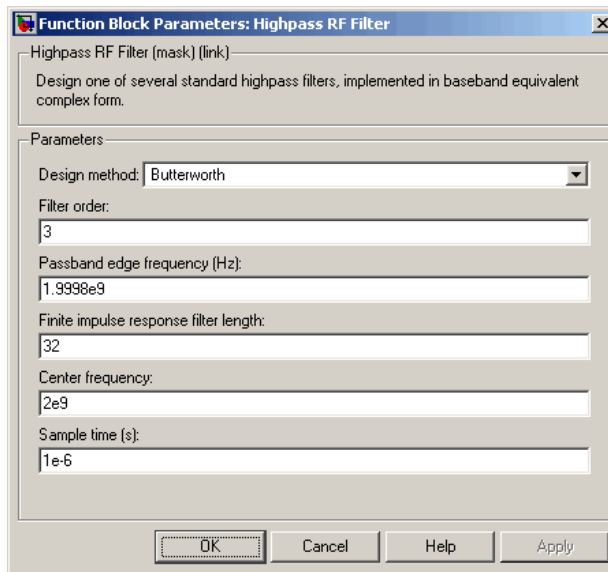 Function Block Parameters: Highpass RF Filter
Highpass RF Filter (mask) (link)
Design one of several standard highpass filters, implemented in baseband equivalent
complex form.
Parameters
Design method: Butterworth
Filter order:
3
Passband edge frequency (Hz):
1.9998e9
Finite impulse response filter length:
32
Center frequency:
2e9
Sample time (s):
1e-6
OK Cancel Help Apply